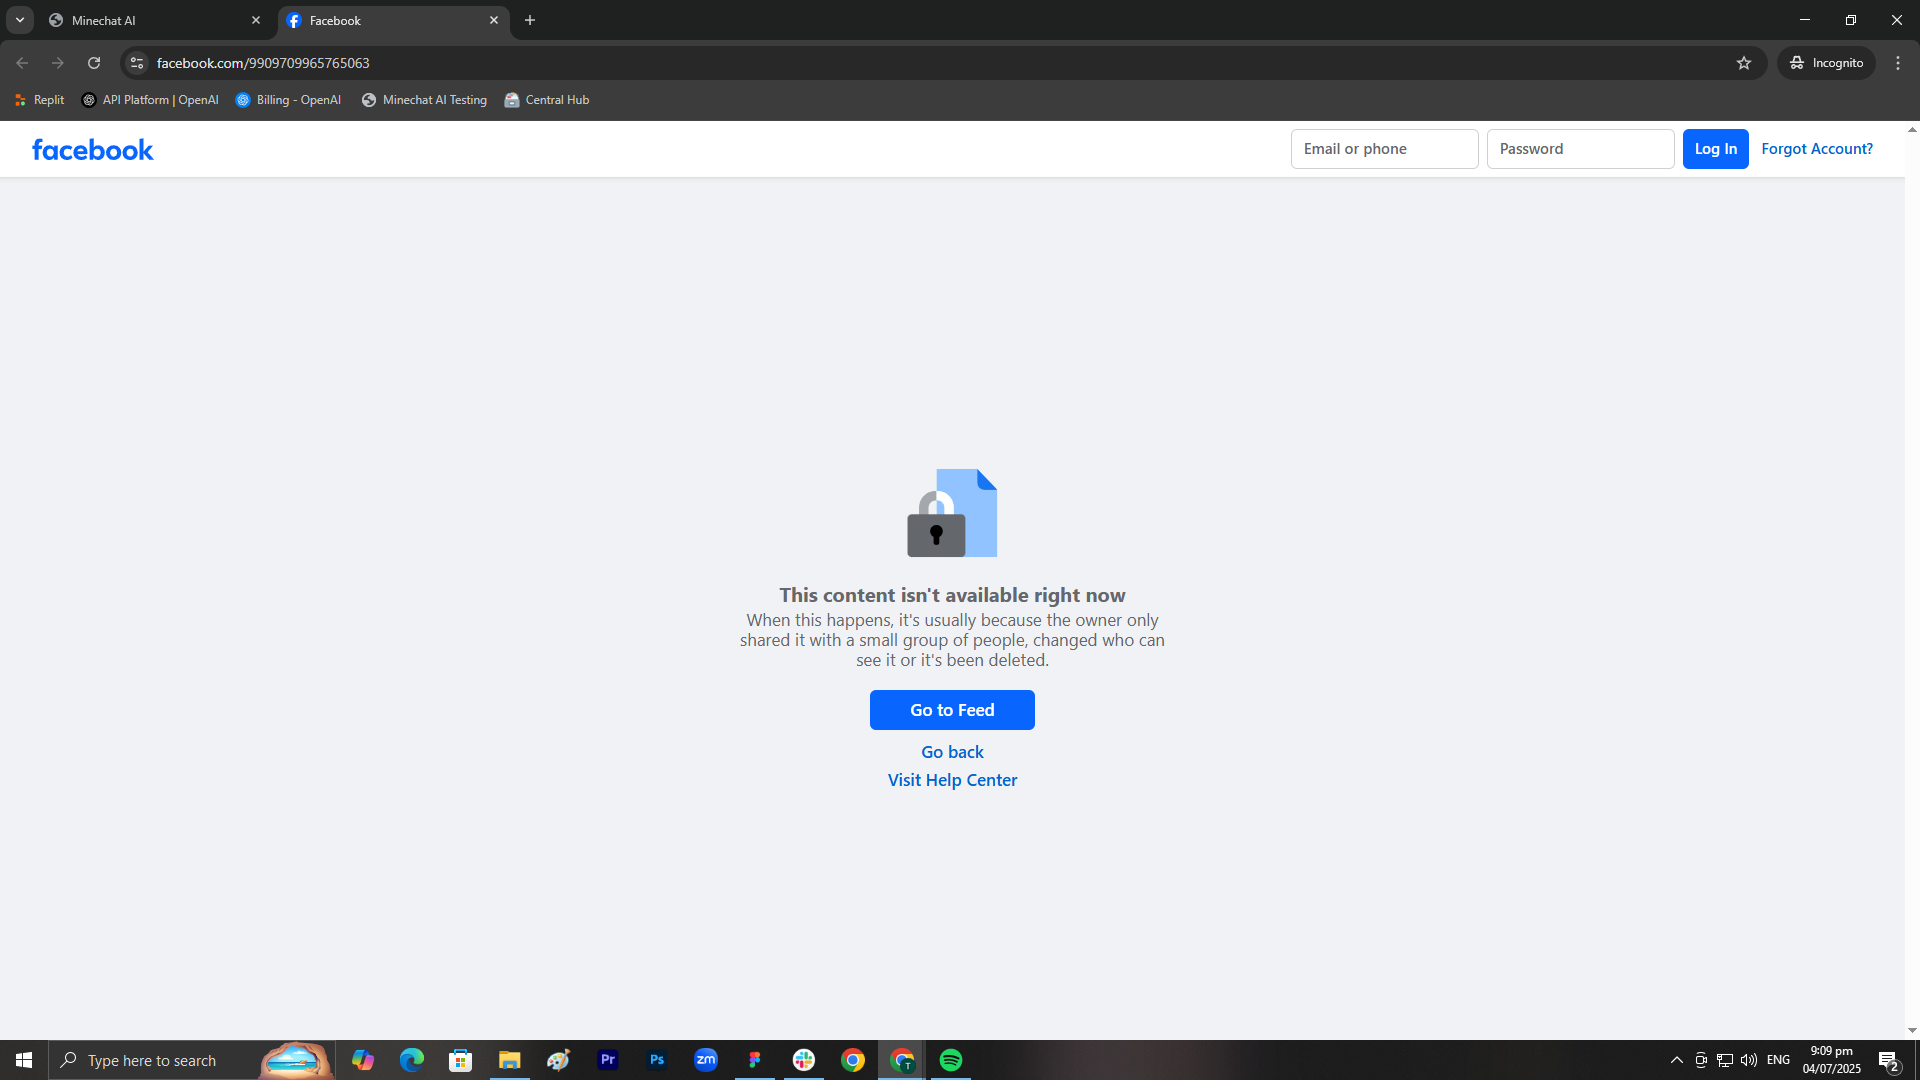 Minechat AI
Facebook
facebook.com/9909709965765063
Incognito
Replit
API Platform | OpenAI
Billing - OpenAI
Minechat AI Testing
Central Hub
facebook
Email or phone
Password
Log In
Forgot Account?
This content isn't available right now
When this happens, it's usually because the owner only
shared it with a small group of people, changed who can
see it or it's been deleted.
Go to Feed
Go back
Visit Help Center
Type here to search
Pr
Ps
zm
T
ENG
9:09 pm
04/07/2025
2